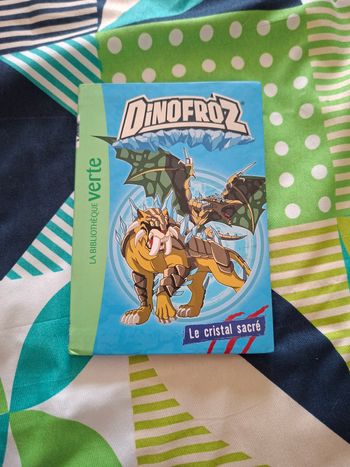 DINOFROZ
LA BIBLIOTHÈQUE verte
Le cristal sacré